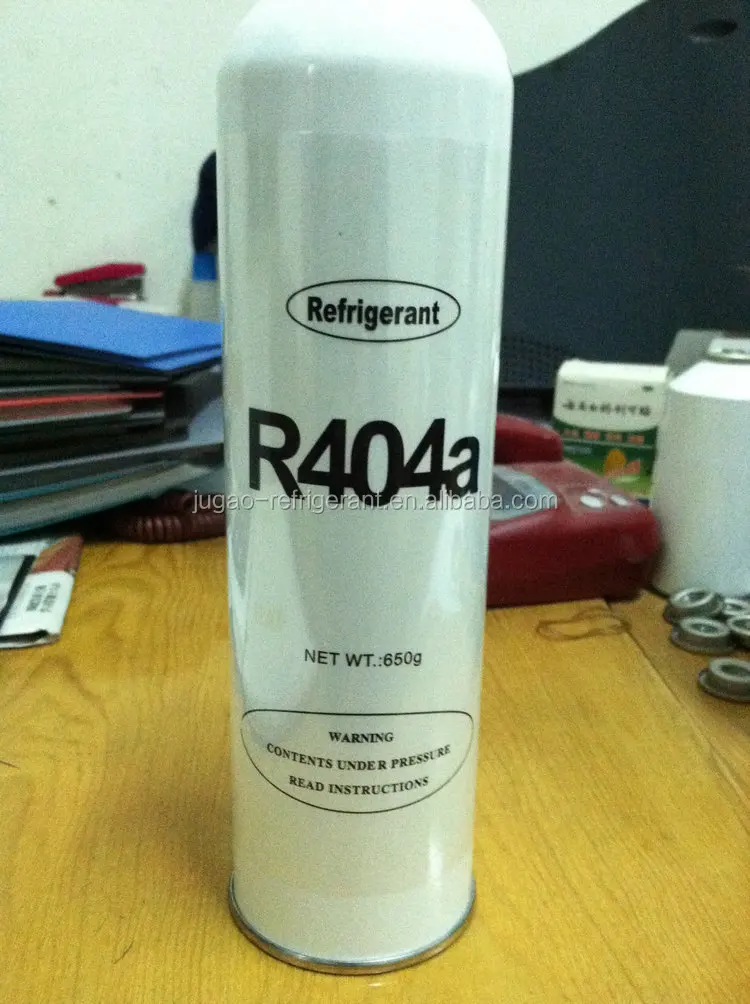 Refrigerant
R404a
jugao-refrigerant.en.alibaba.com
NET WT.:650g
WARNING
CONTENTS UNDER PRESSURE
READ INSTRUCTIONS